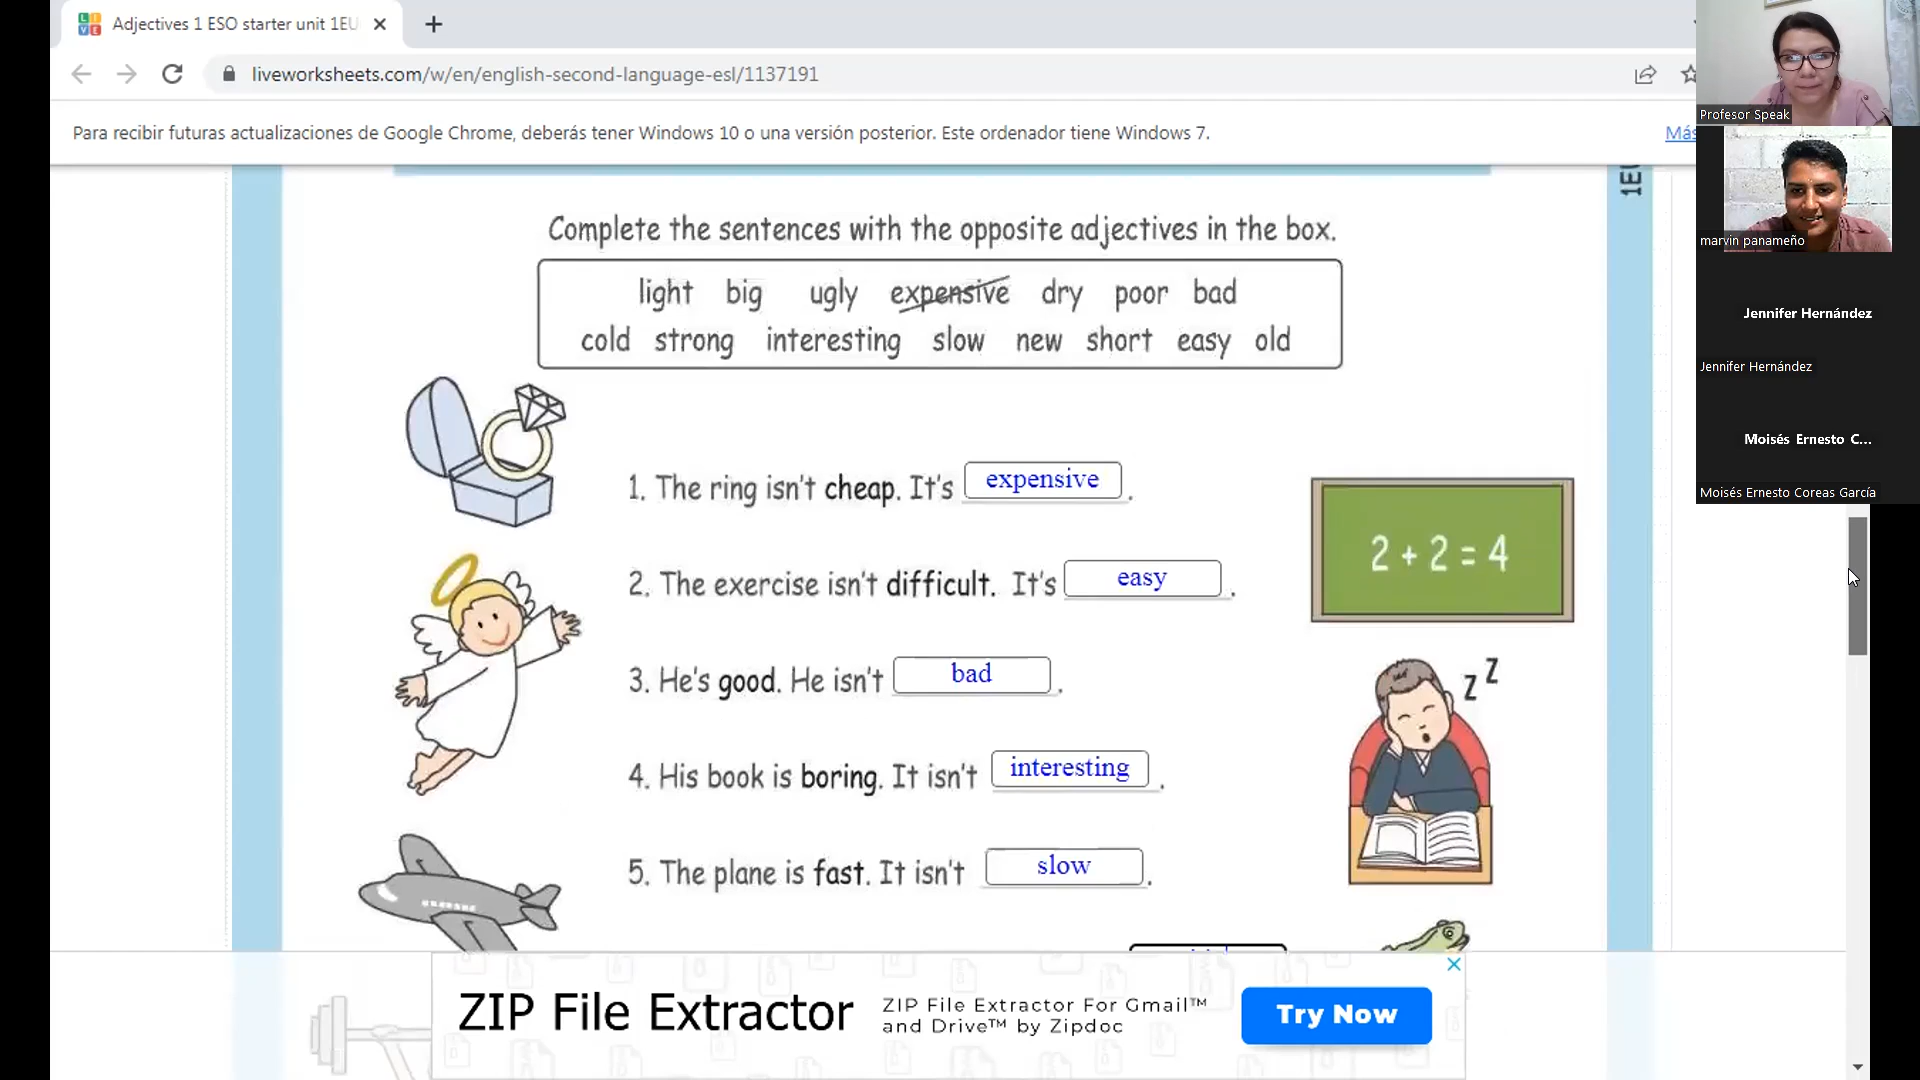 Adjectives 1 ESO starter unit 1EU
liveworksheets.com/w/en/english-second-language-esl/1137191
Para recibir futuras actualizaciones de Google Chrome, deberás tener Windows 10 o una versión posterior. Este ordenador tiene Windows 7.
Más
Profesor Speak
marvin panameño
Jennifer Hernández
Jennifer Hernández
Moisés Ernesto C...
Moisés Ernesto Coreas García
Complete the sentences with the opposite adjectives in the box.
light big ugly expensive dry poor bad
cold strong interesting slow new short easy old
1. The ring isn't cheap. It's expensive.
2. The exercise isn't difficult. It's easy.
3. He's good. He isn't bad.
4. His book is boring. It isn't interesting.
5. The plane is fast. It isn't slow.
2 + 2 = 4
Z Z
ZIP File Extractor
ZIP File Extractor For Gmail™
and Drive™ by Zipdoc
Try Now